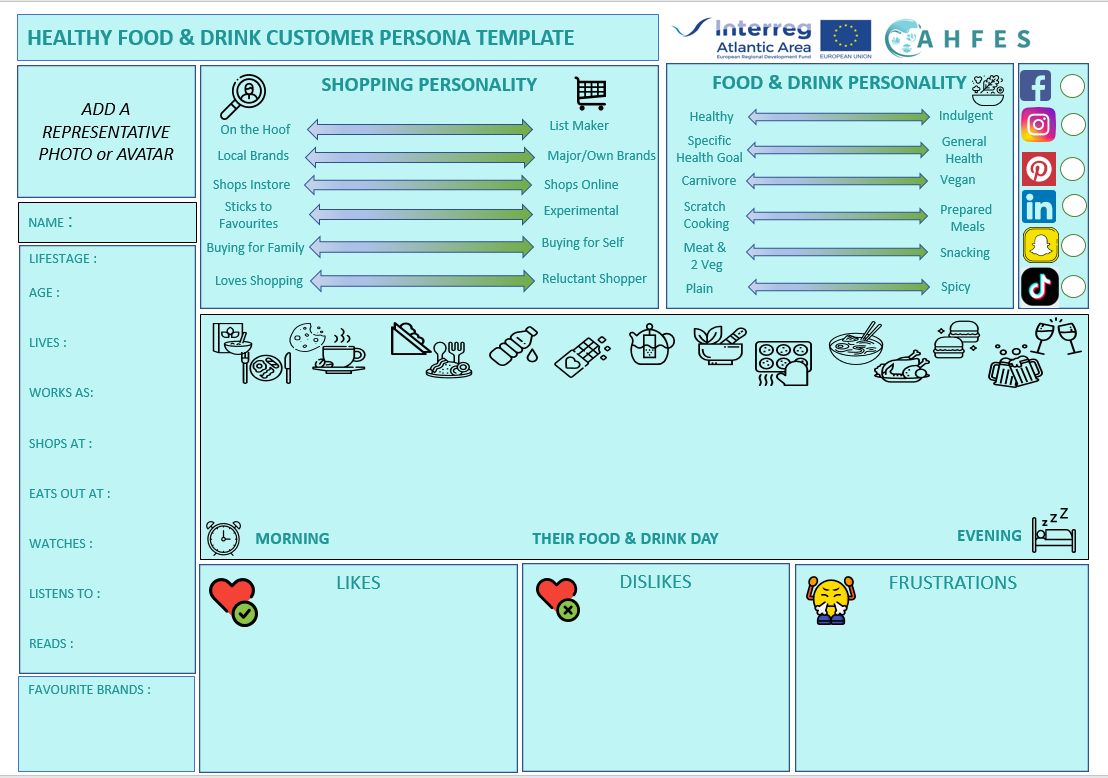 HEALTHY FOOD & DRINK CUSTOMER PERSONA TEMPLATE
Interreg
Atlantic Area
European Regional Development Fund
EUROPEAN UNION
AHFES
ADD A
REPRESENTATIVE
PHOTO or AVATAR
NAME :
LIFESTAGE :
AGE :
LIVES :
WORKS AS:
SHOPS AT :
EATS OUT AT :
WATCHES :
LISTENS TO :
READS :
FAVOURITE BRANDS :
SHOPPING PERSONALITY
On the Hoof
List Maker
Local Brands
Major/Own Brands
Shops Instore
Shops Online
Sticks to
Favourites
Experimental
Buying for Family
Buying for Self
Loves Shopping
Reluctant Shopper
FOOD & DRINK PERSONALITY
Healthy
Indulgent
Specific
Health Goal
General
Health
Carnivore
Vegan
Scratch
Cooking
Prepared
Meals
Meat &
2 Veg
Snacking
Plain
Spicy
f
in
MORNING
THEIR FOOD & DRINK DAY
EVENING
z z z
LIKES
DISLIKES
FRUSTRATIONS